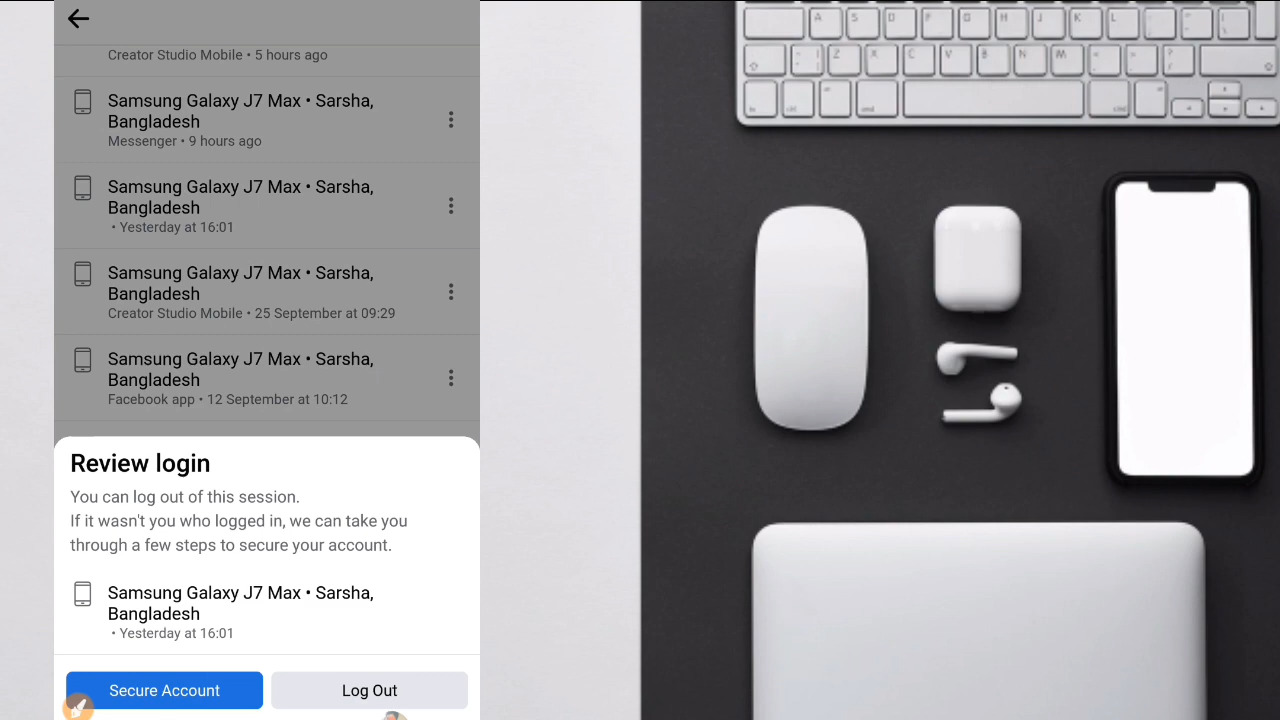 Creator Studio Mobile • 5 hours ago
Samsung Galaxy J7 Max • Sarsha,
Bangladesh
Messenger • 9 hours ago
Samsung Galaxy J7 Max • Sarsha,
Bangladesh
• Yesterday at 16:01
Samsung Galaxy J7 Max • Sarsha,
Bangladesh
Creator Studio Mobile • 25 September at 09:29
Samsung Galaxy J7 Max • Sarsha,
Bangladesh
Facebook app • 12 September at 10:12
Review login
You can log out of this session.
If it wasn't you who logged in, we can take you
through a few steps to secure your account.
Samsung Galaxy J7 Max • Sarsha,
Bangladesh
• Yesterday at 16:01
Secure Account
Log Out
A S D F G H J K L
Z X C V B N M